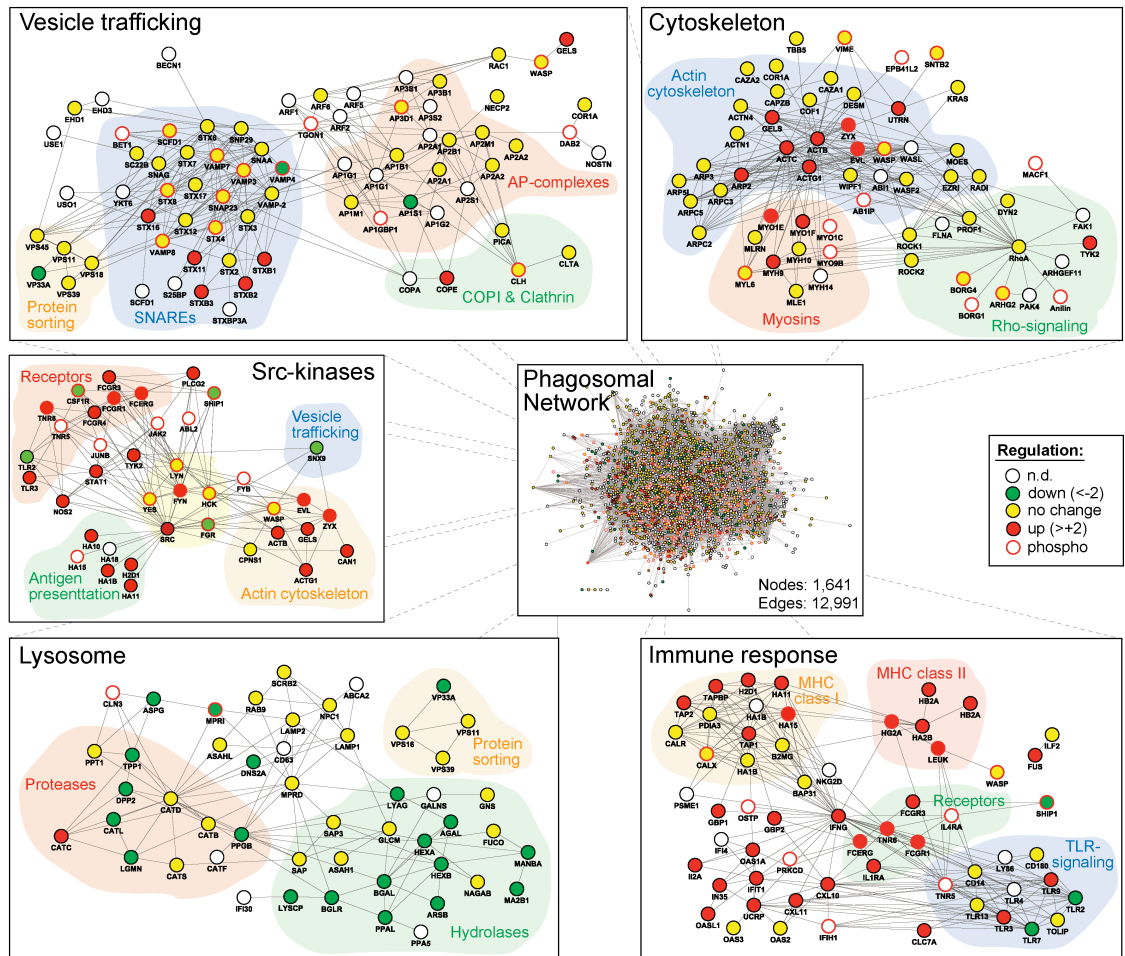 Vesicle trafficking
GELS
WASP
RAC1
BECN1
NECP2
COR1A
EHD3
EHD1
USE1
ARF1
ARF6
ARF5
ARF2
TGON1
AP3S1
AP3B1
AP3D1
AP3S2
DAB2
NOSTN
BET1
SCFD1
STX6
SNP29
SNAA
SC22B
STX7
VAMP7
VAMP3
VAMP4
SNAG
AP2A1
AP2B1
AP2M1
AP2A2
AP1G1
AP1B1
AP2A1
AP2A2
AP1G1
AP2S1
AP-complexes
USO1
YKT6
STX8
STX17
SNAP23
VAMP-2
STX16
STX12
STX4
STX3
AP1M1
AP1GBP1
AP1S1
AP1G2
VPS45
VPS11
VPS18
VP33A
VPS39
VAMP8
STX11
STX2
STXB1
PICA
CLTA
CLH
COPA
COPE
SCFD1
S25BP
STXB3
STXB2
STXBP3A
Protein
sorting
SNAREs
COPI & Clathrin
Cytoskeleton
TBB5
VIME
EPB41L2
SNTB2
Actin
cytoskeleton
CAZA2
COR1A
CAZA1
CAPZB
DESM
KRAS
ACTN4
GELS
COF1
UTRN
ACTN1
ZYX
ACTC
ACTB
EVL
WASP
WASL
MOES
ARP3
ARP2
ACTG1
WIPF1
ABI1
WASF2
EZRI
RADI
MACF1
ARP5L
ARPC3
ARPC5
AB1IP
DYN2
ARPC2
MYO1E
MYO1F
MYO1C
FLNA
PROF1
FAK1
MLRN
MYH10
MYO9B
ROCK1
RhoA
TYK2
MYL6
MYH9
MYH14
ROCK2
ARHGEF11
MLE1
BORG4
ARHG2
PAK4
Anilin
BORG1
Myosins
Rho-signaling
Src-kinases
Receptors
FCGR3
PLCG2
CSF1R
FCGR1
FCERG
SHIP1
TNR6
FCGR4
TNR5
JAK2
ABL2
JUNB
TYK2
TLR2
TLR3
STAT1
LYN
FYB
NOS2
YES
FYN
HCK
SRC
FGR
Vesicle
trafficking
SNX9
EVL
WASP
ZYX
ACTB
GELS
CPNS1
CAN1
ACTG1
HA10
HA18
HA15
HA1B
H2D1
HA11
Antigen
presenttation
Actin cytoskeleton
Phagosomal
Network
Nodes: 1,641
Edges: 12,991
Regulation:
n.d.
down (<-2)
no change
up (>+2)
phospho
Lysosome
SCRB2
ABCA2
CLN3
ASPG
RAB9
NPC1
MPRI
LAMP2
VP33A
LAMP1
VPS11
VPS16
VPS39
Protein
sorting
ASAHL
CD63
PPT1
TPP1
DNS2A
MPRD
Proteases
DPP2
CATD
LYAG
GALNS
GNS
CATL
CATB
PPGB
SAP3
GLCM
AGAL
FUCO
CATC
HEXA
LGMN
CATS
CATF
SAP
ASAH1
HEXB
MANBA
BGAL
NAGAB
MA2B1
IFI30
LYSCP
BGLR
ARSB
PPAL
PPA5
Hydrolases
Immune response
MHC
class I
MHC class II
TAPBP
H2D1
HA11
TAP2
PDIA3
HA1B
HA15
HB2A
HB2A
HG2A
HA2B
CALR
TAP1
B2MG
LEUK
ILF2
FUS
CALX
HA1B
NKG2D
WASP
BAP31
PSME1
GBP1
OSTP
GBP2
IFNG
FCGR3
Receptors
IL4RA
SHIP1
IFI4
TNR6
OAS1A
FCERG
FCGR1
TLR-
signaling
II2A
PRKCD
IL1RA
LY86
CD180
IN35
IFIT1
CXL10
TNR5
CD14
TLR4
TLR9
TLR2
OASL1
UCRP
CXL11
TLR13
TLR3
TOLIP
OAS3
OAS2
IFIH1
CLC7A
TLR7